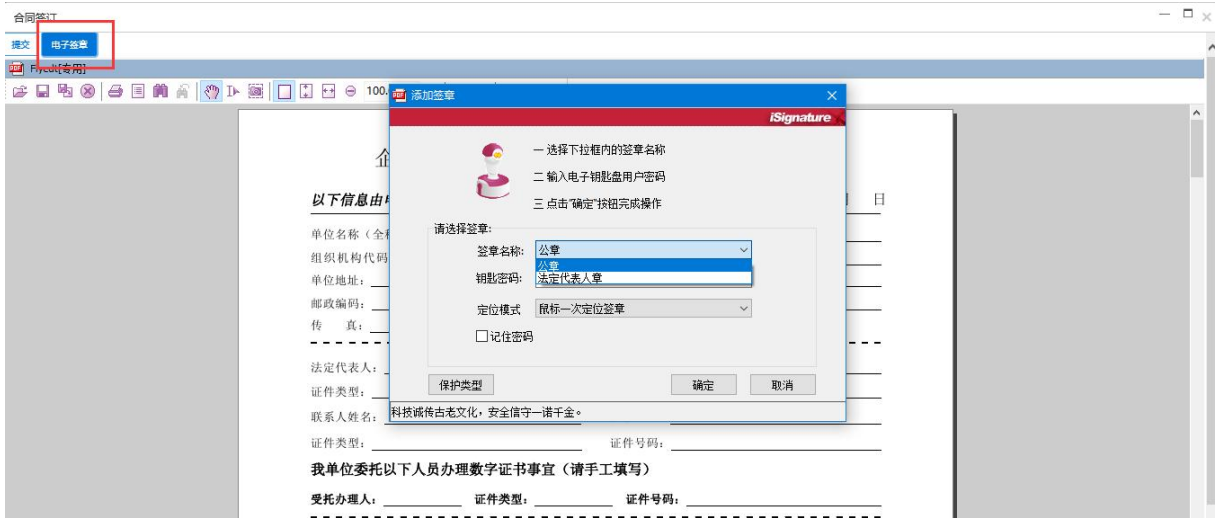 合同签订
提交 电子签章
100.
添加签章
iSignature
一 选择下拉框内的签章名称
二 输入电子钥匙盘用户密码
三 点击"确定"按钮完成操作
请选择签章:
签章名称: 公章
公章
法定代表人章
钥匙密码:
定位模式 鼠标一次定位签章
记住密码
保护类型 确定 取消
科技诚传古老文化，安全信守一诺千金。
企
以下信息由 日
单位名称（全
组织机构代码
单位地址：
邮政编码：
传 真：
法定代表人：
证件类型：
联系人姓名：
证件类型： 证件号码：
我单位委托以下人员办理数字证书事宜（请手工填写）
受托办理人： 证件类型： 证件号码：